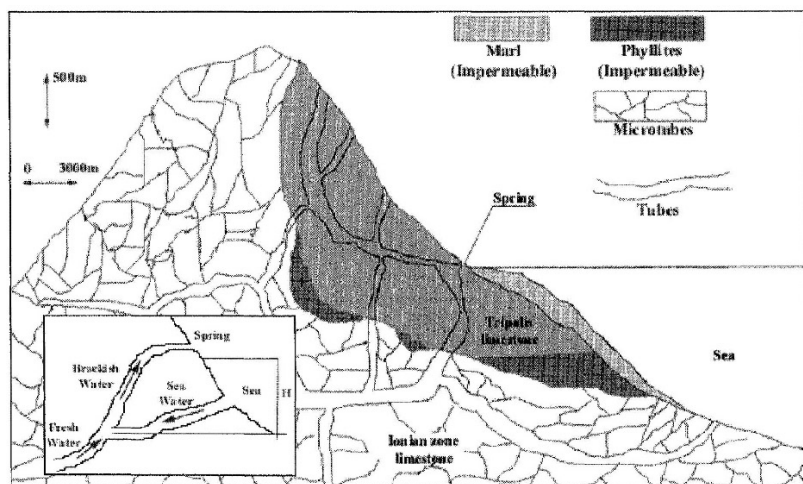 Marl
(Impermeable)
Phyllites
(Impermeable)
500m
Microtubes
0 3000m
Spring
Tubes
Tripolis
limestone
Sea
Spring
Brackish
Water
Sea
Water
Sea
H
Fresh
Water
Ionian zone
limestone